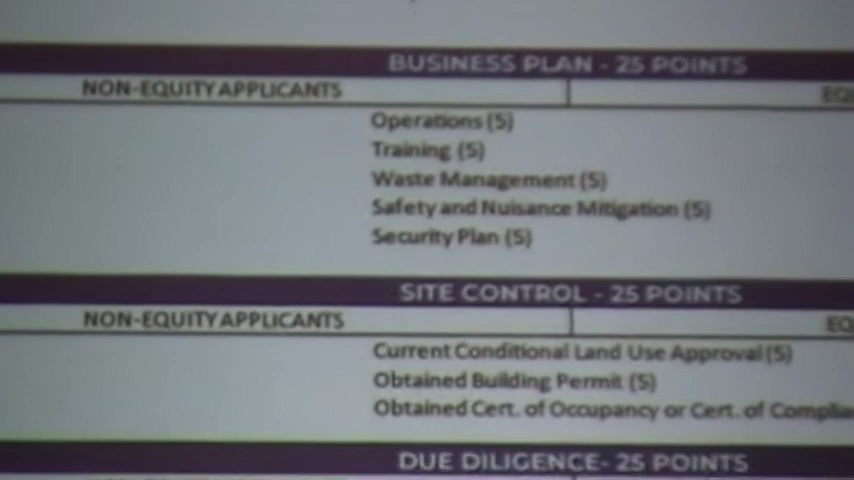 BUSINESS PLAN - 25 POINTS
NON-EQUITY APPLICANTS
Operations (5)
Training (5)
Waste Management (5)
Safety and Nuisance Mitigation (5)
Security Plan (5)
SITE CONTROL - 25 POINTS
NON-EQUITY APPLICANTS
Current Conditional Land Use Approval (5)
Obtained Building Permit (5)
Obtained Cert. of Occupancy or Cert. of
DUE DILIGENCE- 25 POINTS